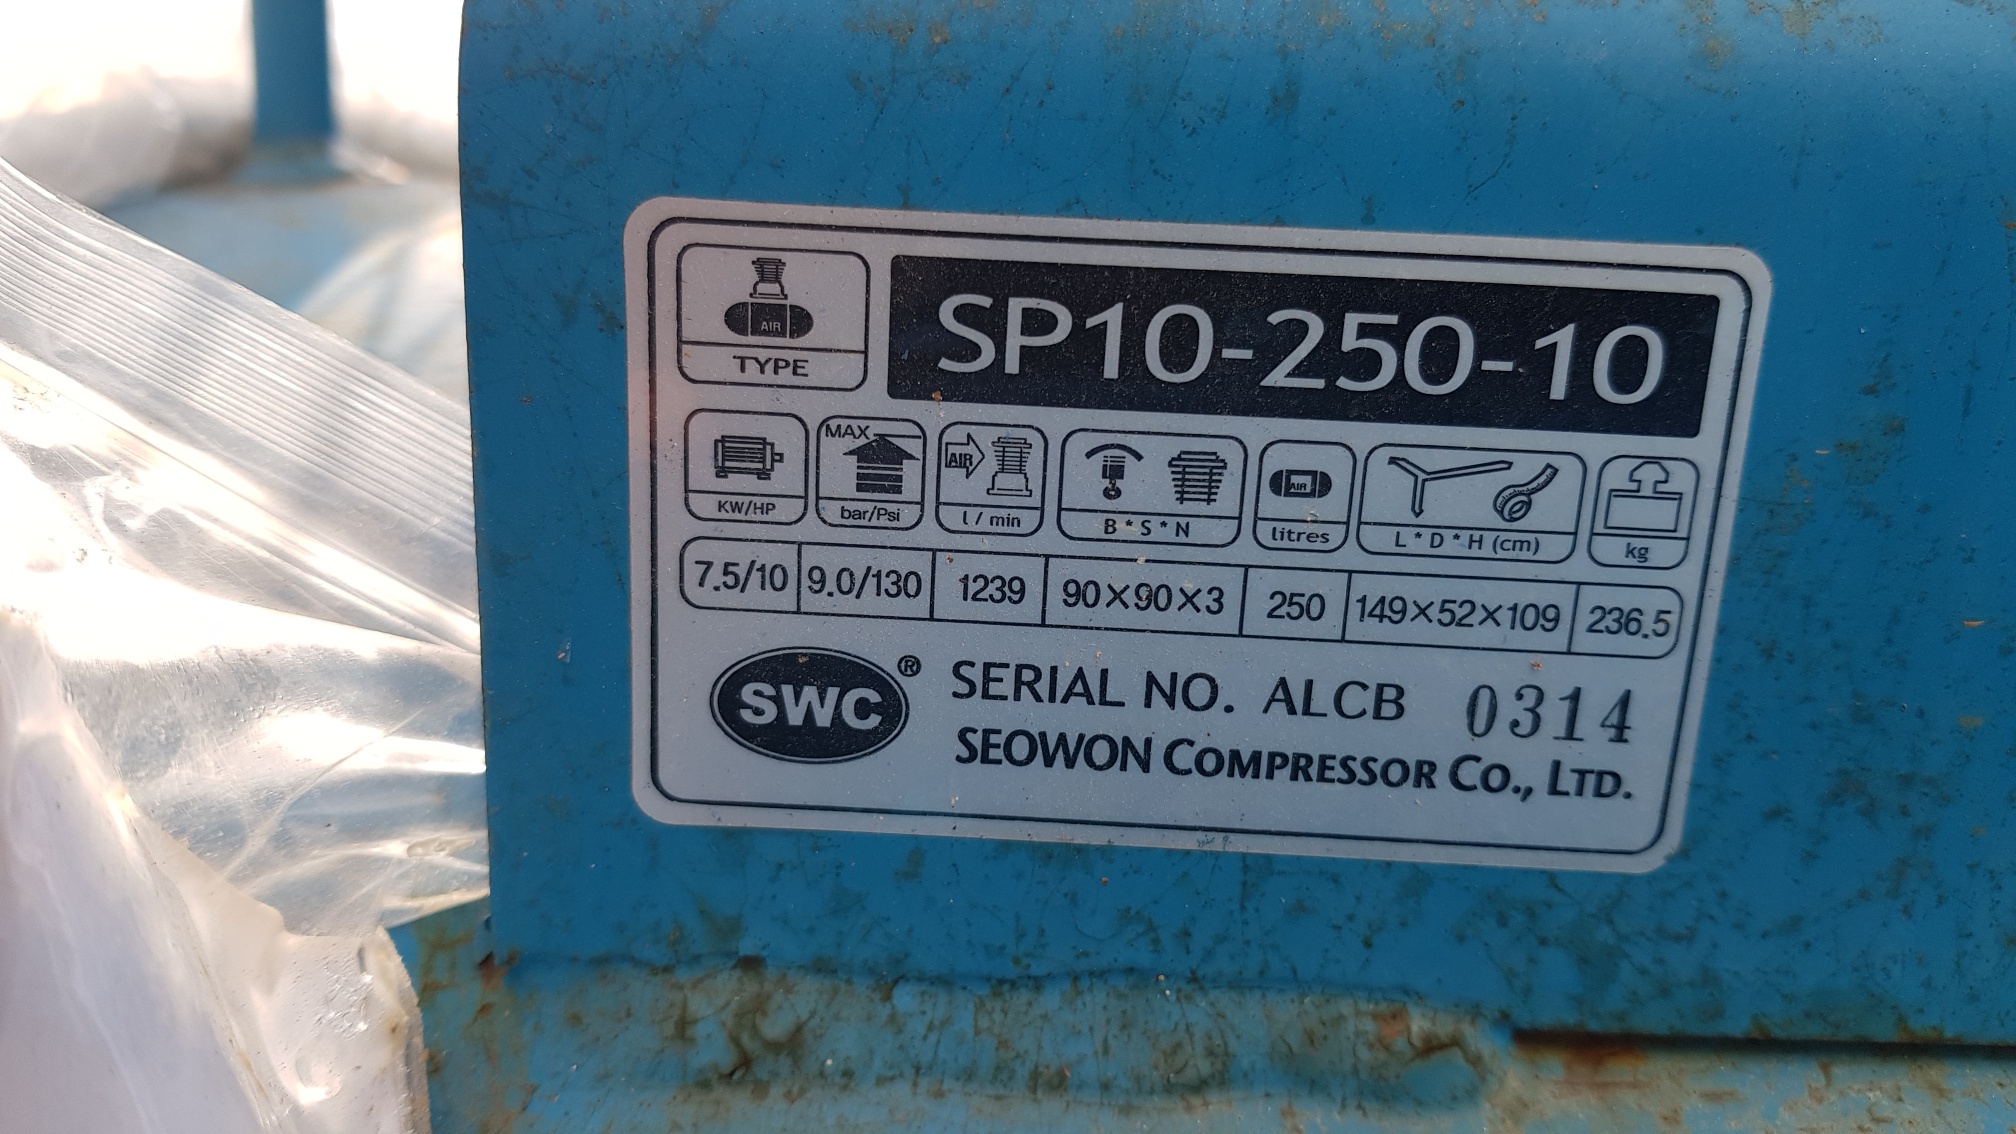 AIR
TYPE
SP10-250-10
MAX
AIR
AIR
KW/HP
bar/Psi
l / min
B * S * N
litres
L * D * H (cm)
kg
7.5/10 9.0/130 1239 90×90×3 250 149×52×109 236.5
SWC® SERIAL NO. ALCB 0314
SEOWON COMPRESSOR CO., LTD.